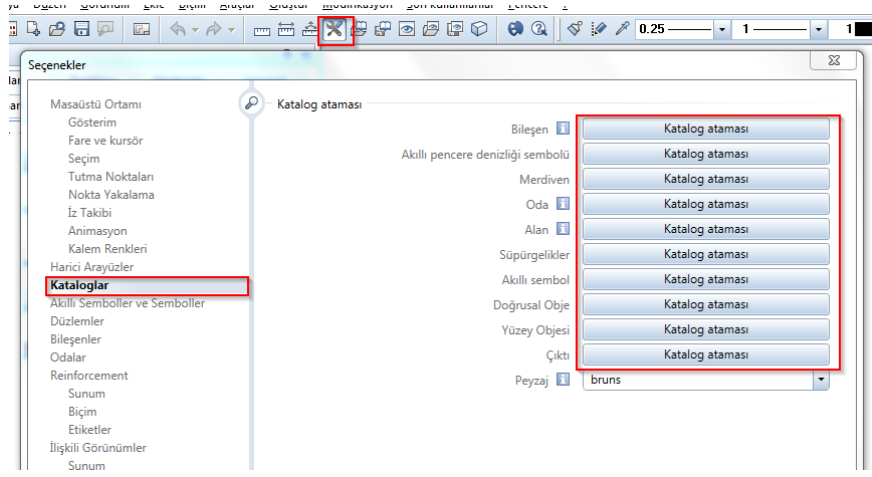 0.25
1
1
Seçenekler
Masaüstü Ortamı
Gösterim
Fare ve kursör
Seçim
Tutma Noktaları
Nokta Yakalama
İz Takibi
Animasyon
Kalem Renkleri
Harici Arayüzler
Kataloglar
Akıllı Semboller ve Semboller
Düzlemler
Bileşenler
Odalar
Reinforcement
Sunum
Biçim
Etiketler
İlişkili Görünümler
Sunum
Katalog ataması
Bileşen Katalog ataması
Akıllı pencere denizliği sembolü Katalog ataması
Merdiven Katalog ataması
Oda Katalog ataması
Alan Katalog ataması
Süpürgelikler Katalog ataması
Akıllı sembol Katalog ataması
Doğrusal Obje Katalog ataması
Yüzey Objesi Katalog ataması
Çıktı Katalog ataması
Peyzaj bruns